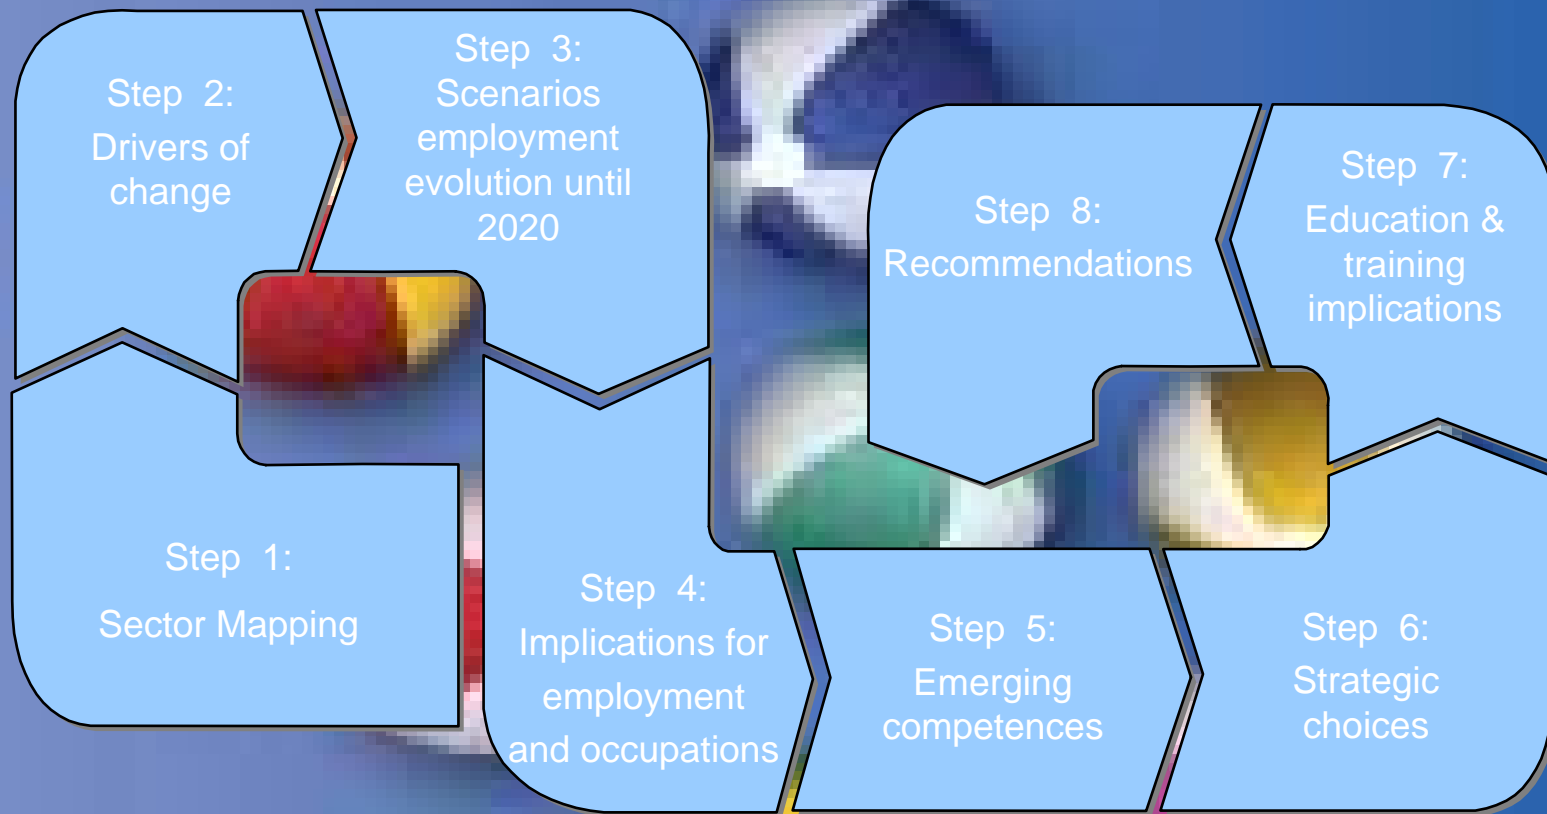 Step 1:
Sector Mapping
Step 2:
Drivers of
change
Step 3:
Scenarios
employment
evolution until
2020
Step 4:
Implications for
employment
and occupations
Step 5:
Emerging
competences
Step 6:
Strategic
choices
Step 7:
Education &
training
implications
Step 8:
Recommendations